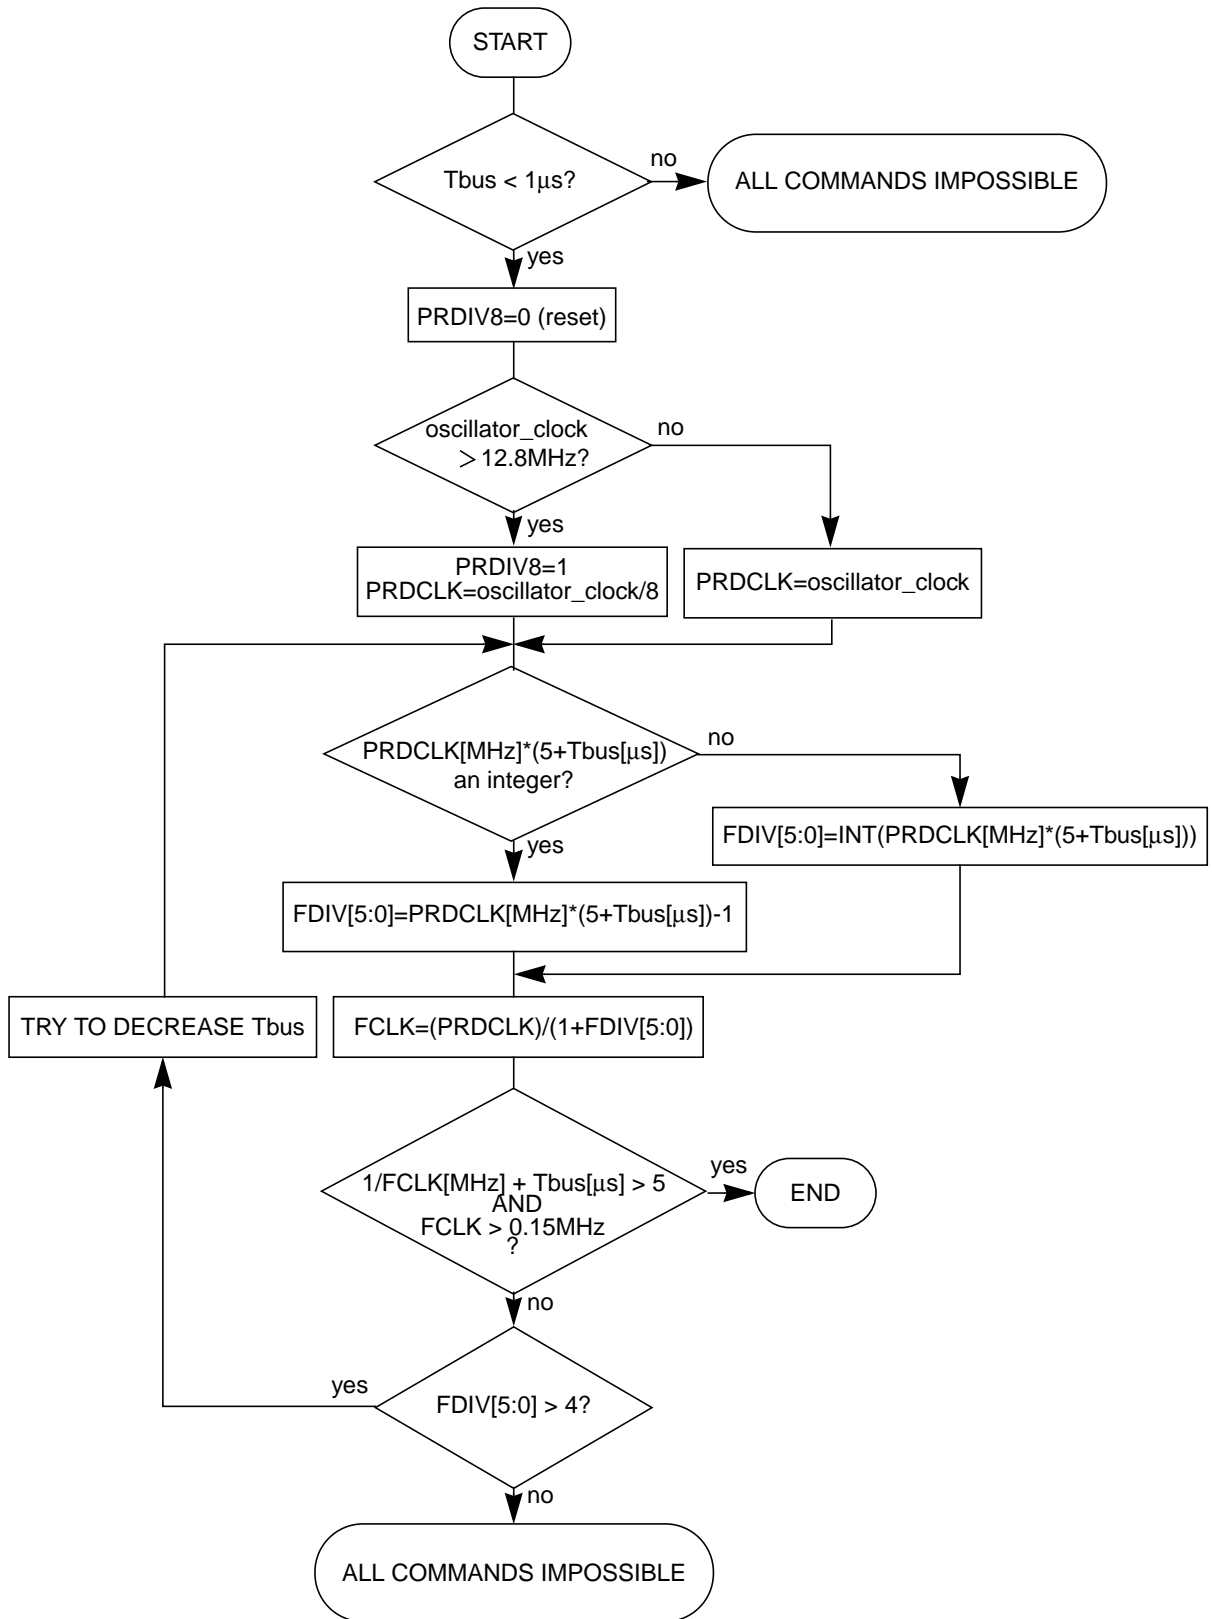 START
Tbus < 1μs?
no
ALL COMMANDS IMPOSSIBLE
yes
PRDIV8=0 (reset)
oscillator_clock
> 12.8MHz?
no
yes
PRDIV8=1
PRDCLK=oscillator_clock/8
PRDCLK=oscillator_clock
PRDCLK[MHz]*(5+Tbus[μs])
an integer?
no
yes
FDIV[5:0]=INT(PRDCLK[MHz]*(5+Tbus[μs]))
FDIV[5:0]=PRDCLK[MHz]*(5+Tbus[μs])-1
TRY TO DECREASE Tbus
FCLK=(PRDCLK)/(1+FDIV[5:0])
1/FCLK[MHz] + Tbus[μs] > 5
AND
FCLK > 0.15MHz
?
yes
END
no
FDIV[5:0] > 4?
yes
no
ALL COMMANDS IMPOSSIBLE